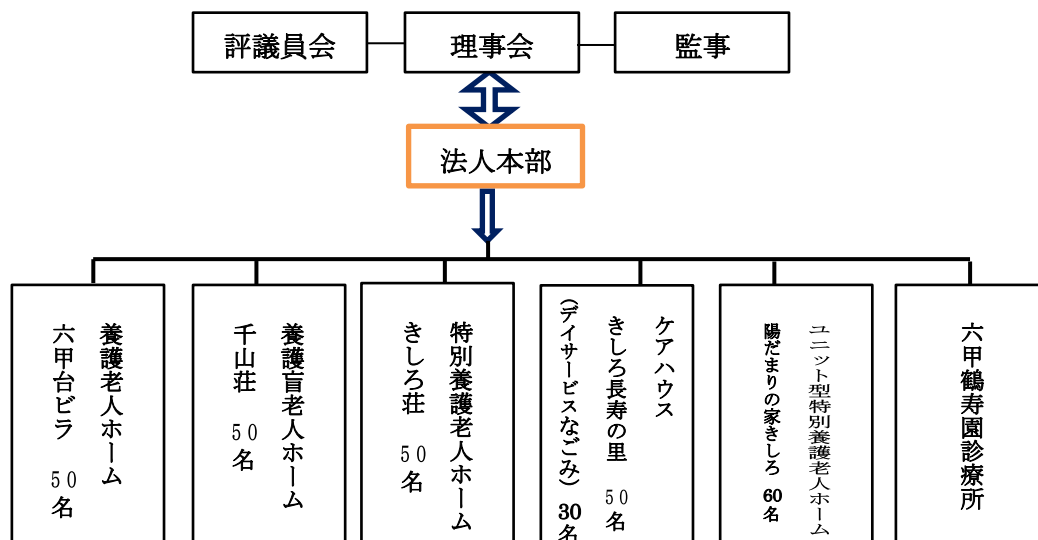 評議員会
理事会
監事
法人本部
養護老人ホーム
六甲台ビラ 50名
養護盲老人ホーム
千山荘 50名
特別養護老人ホーム
きしろ荘 50名
ケアハウス
きしろ長寿の里 50名
（デイサービスなごみ）30名
ユニット型特別養護老人ホーム
陽だまりの家きしろ 60名
六甲鶴寿園診療所